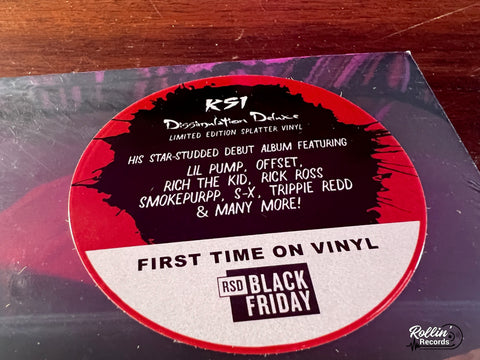 KSI
Dissimulation Deluxe
LIMITED EDITION SPLATTER VINYL
HIS STAR-STUDDED DEBUT ALBUM FEATURING
LIL PUMP, OFFSET,
RICH THE KID, RICK ROSS
SMOKEPURPP, S-X, TRIPPIE REDD
& MANY MORE!
FIRST TIME ON VINYL
RSD BLACK
FRIDAY
Rollin'
Records